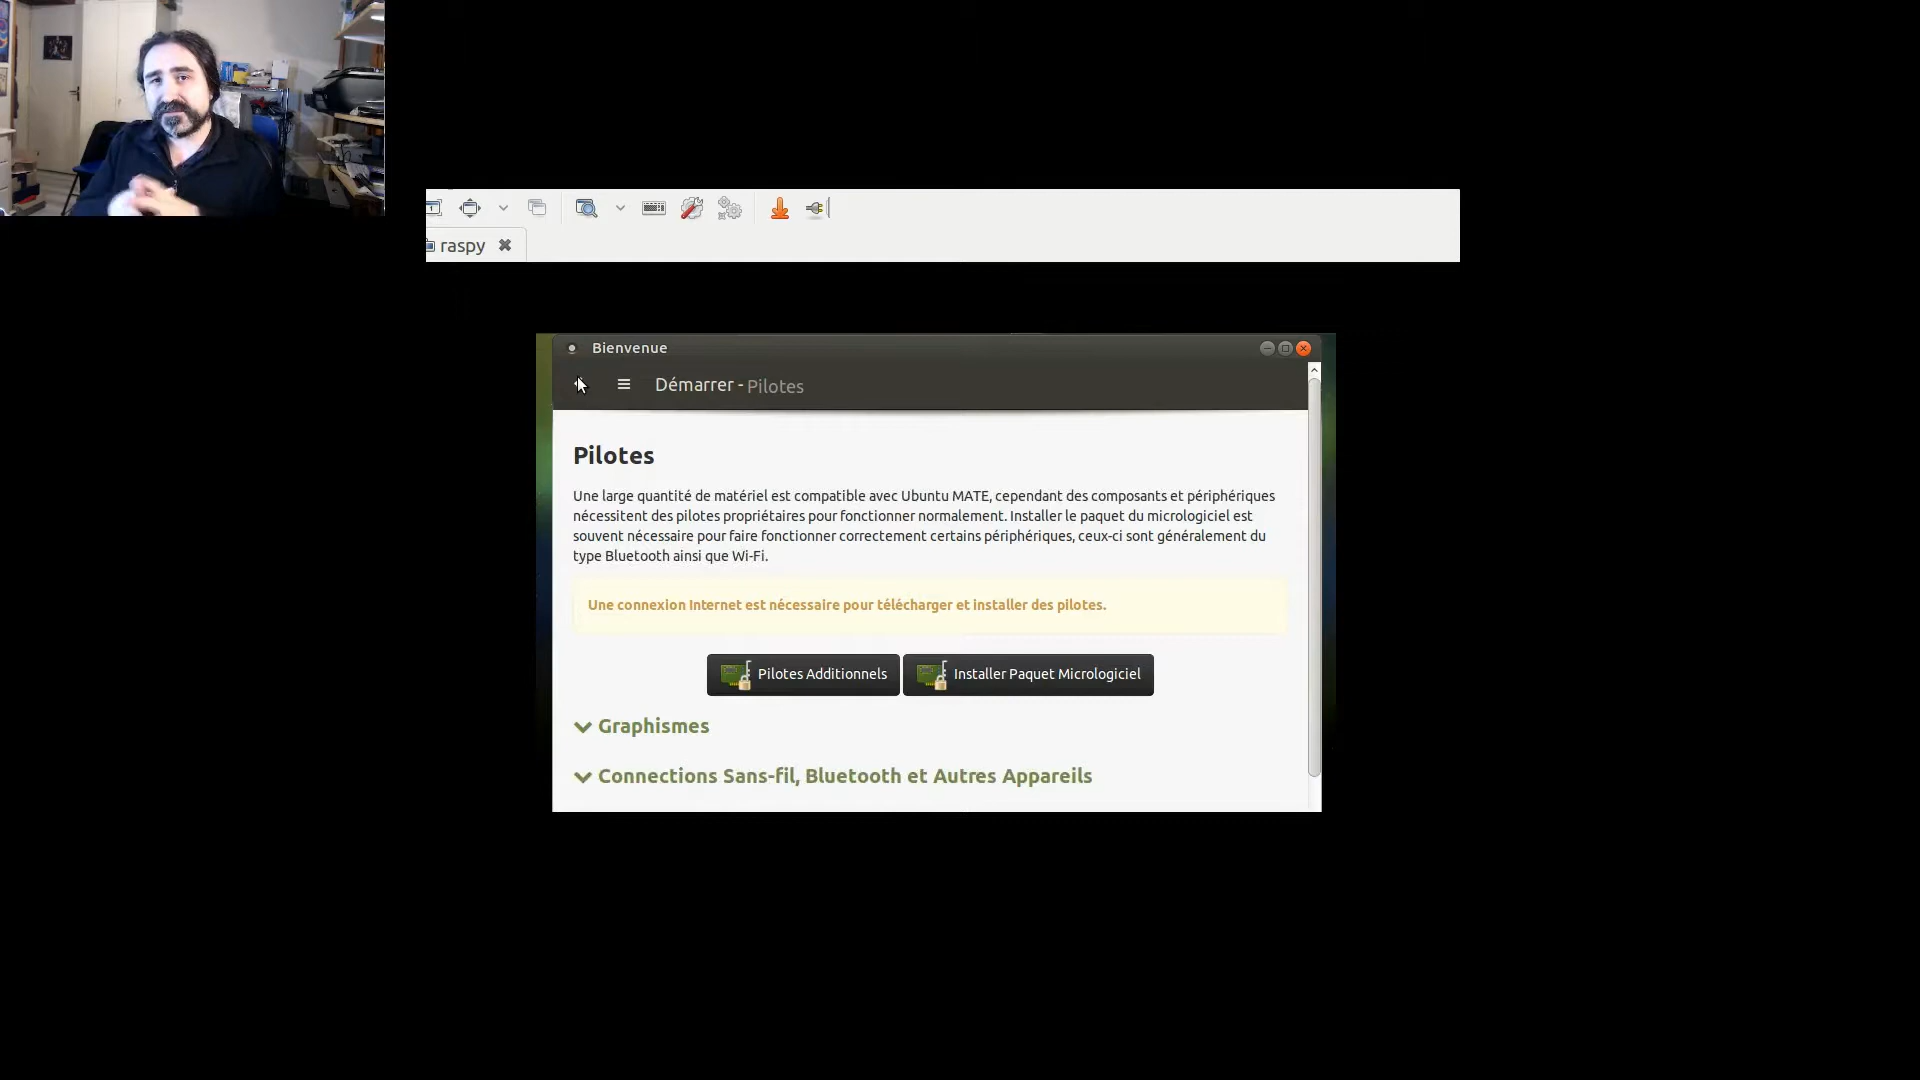 raspy
Bienvenue
Démarrer - Pilotes
Pilotes
Une large quantité de matériel est compatible avec Ubuntu MATE, cependant des composants et périphériques
nécessitent des pilotes propriétaires pour fonctionner normalement. Installer le paquet du micrologiciel est
souvent nécessaire pour faire fonctionner correctement certains périphériques, ceux-ci sont généralement du
type Bluetooth ainsi que Wi-Fi.
Une connexion Internet est nécessaire pour télécharger et installer des pilotes.
Pilotes Additionnels Installer Paquet Micrologiciel
Graphismes
Connections Sans-fil, Bluetooth et Autres Appareils